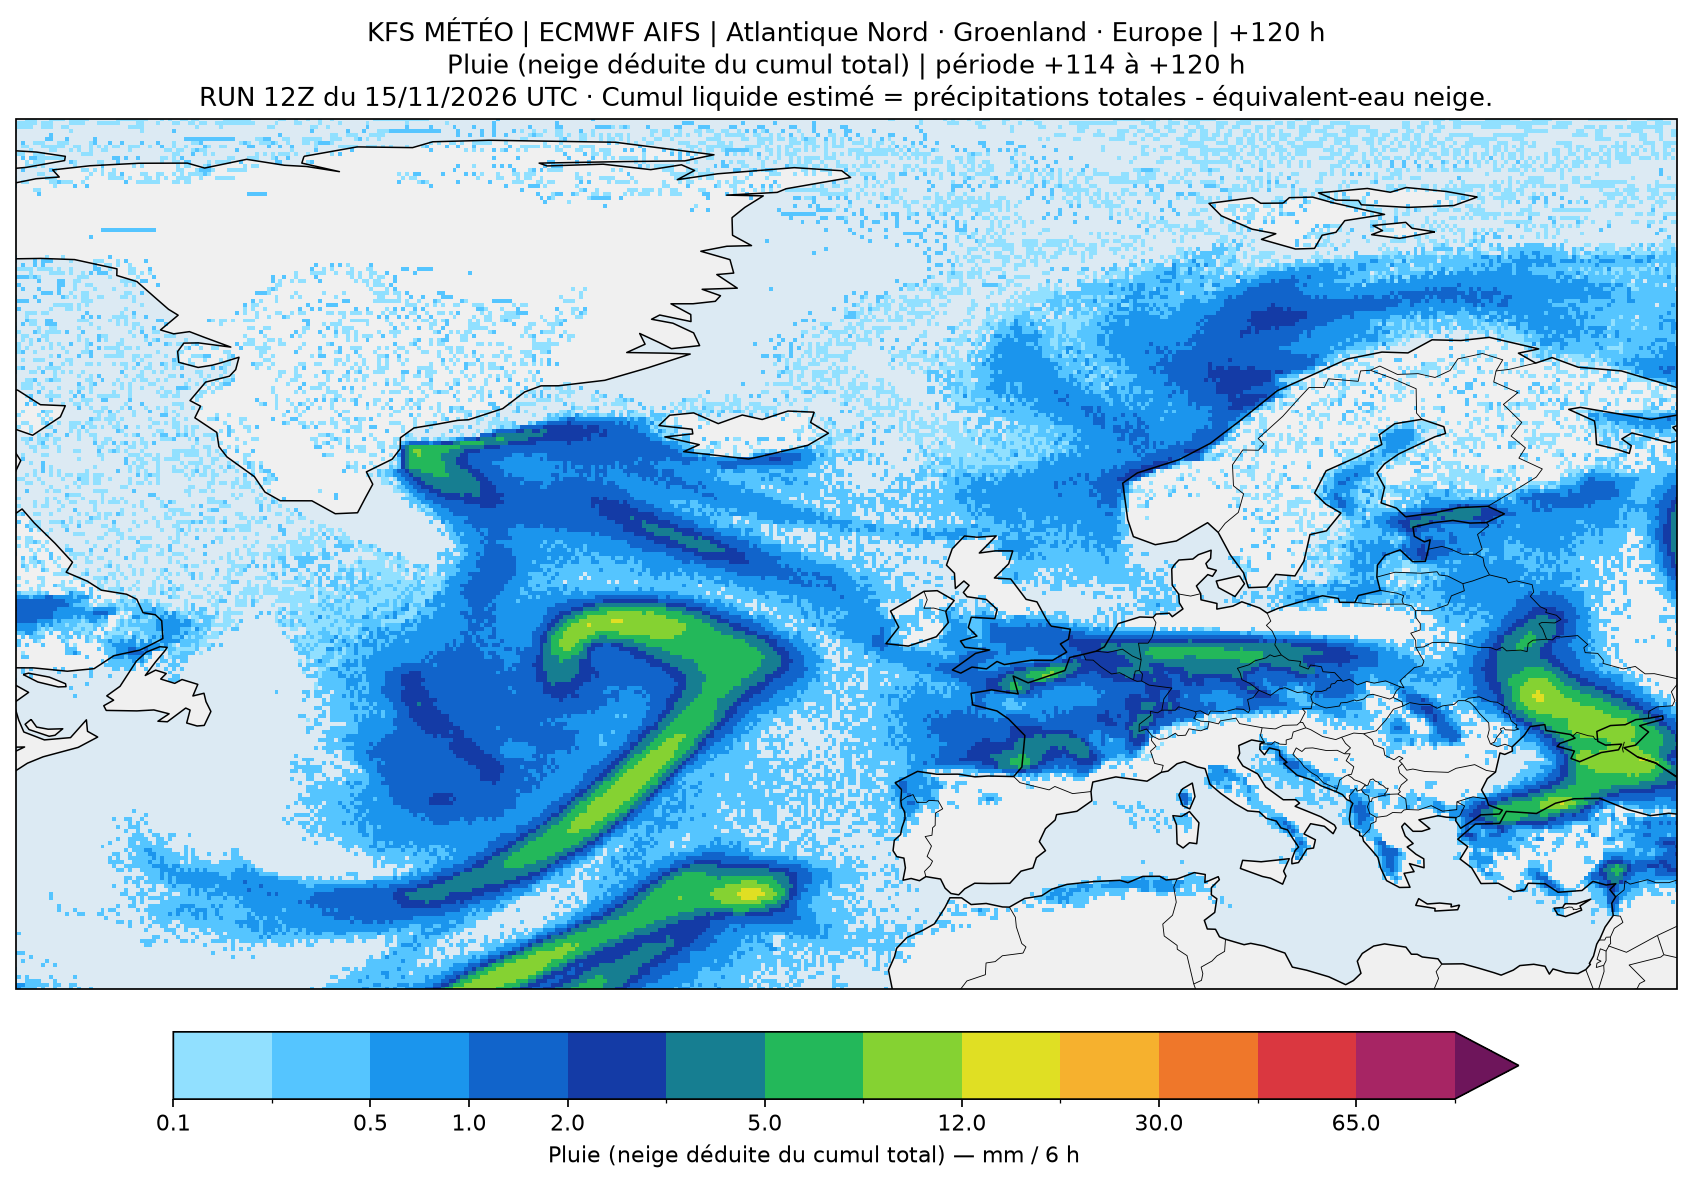 KFS MÉTÉO | ECMWF AIFS | Atlantique Nord · Groenland · Europe | +120 h
Pluie (neige déduite du cumul total) | période +114 à +120 h
RUN 12Z du 15/11/2026 UTC · Cumul liquide estimé = précipitations totales - équivalent-eau neige.
0.1 0.5 1.0 2.0 5.0 12.0 30.0 65.0
Pluie (neige déduite du cumul total) — mm / 6 h